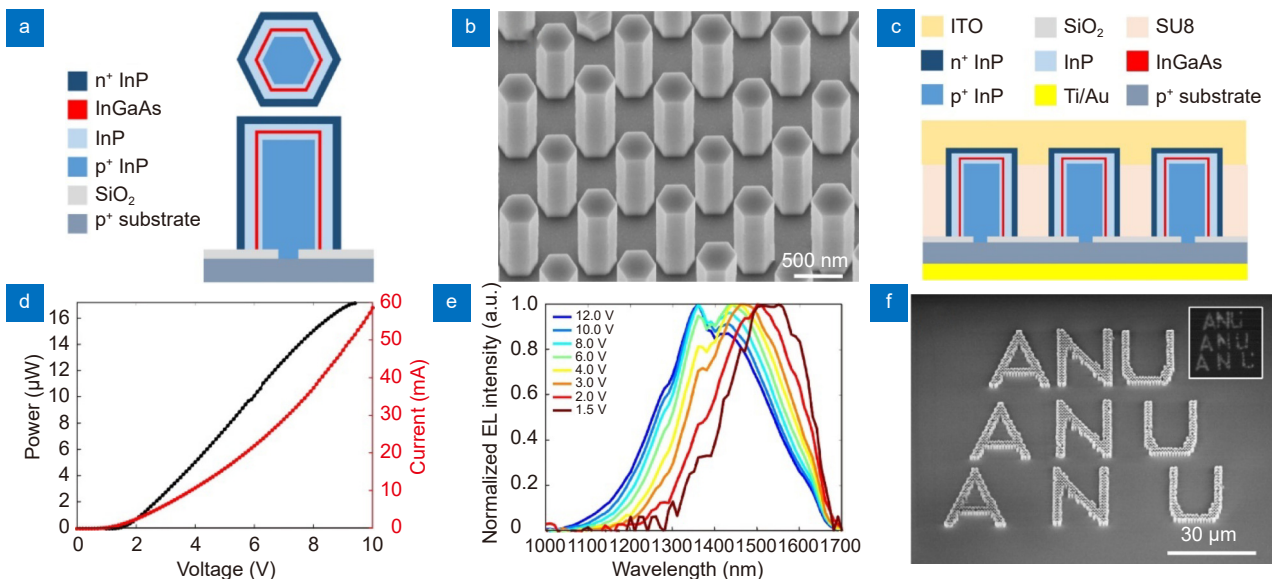 a
n⁺ InP
InGaAs
InP
p⁺ InP
SiO₂
p⁺ substrate
b
500 nm
c
ITO
SiO₂
SU8
n⁺ InP
InP
InGaAs
p⁺ InP
Ti/Au
p⁺ substrate
d
Power (μW)
16
14
12
10
8
6
4
2
0
0 2 4 6 8 10
Voltage (V)
60
50
40
30
20
10
0
Current (mA)
e
Normalized EL intensity (a.u.)
1.0
0.8
0.6
0.4
0.2
0
12.0 V
10.0 V
8.0 V
6.0 V
4.0 V
3.0 V
2.0 V
1.5 V
1000 1100 1200 1300 1400 1500 1600 1700
Wavelength (nm)
f
ANU
ANU
ANU
ANU
ANU
ANU
30 μm